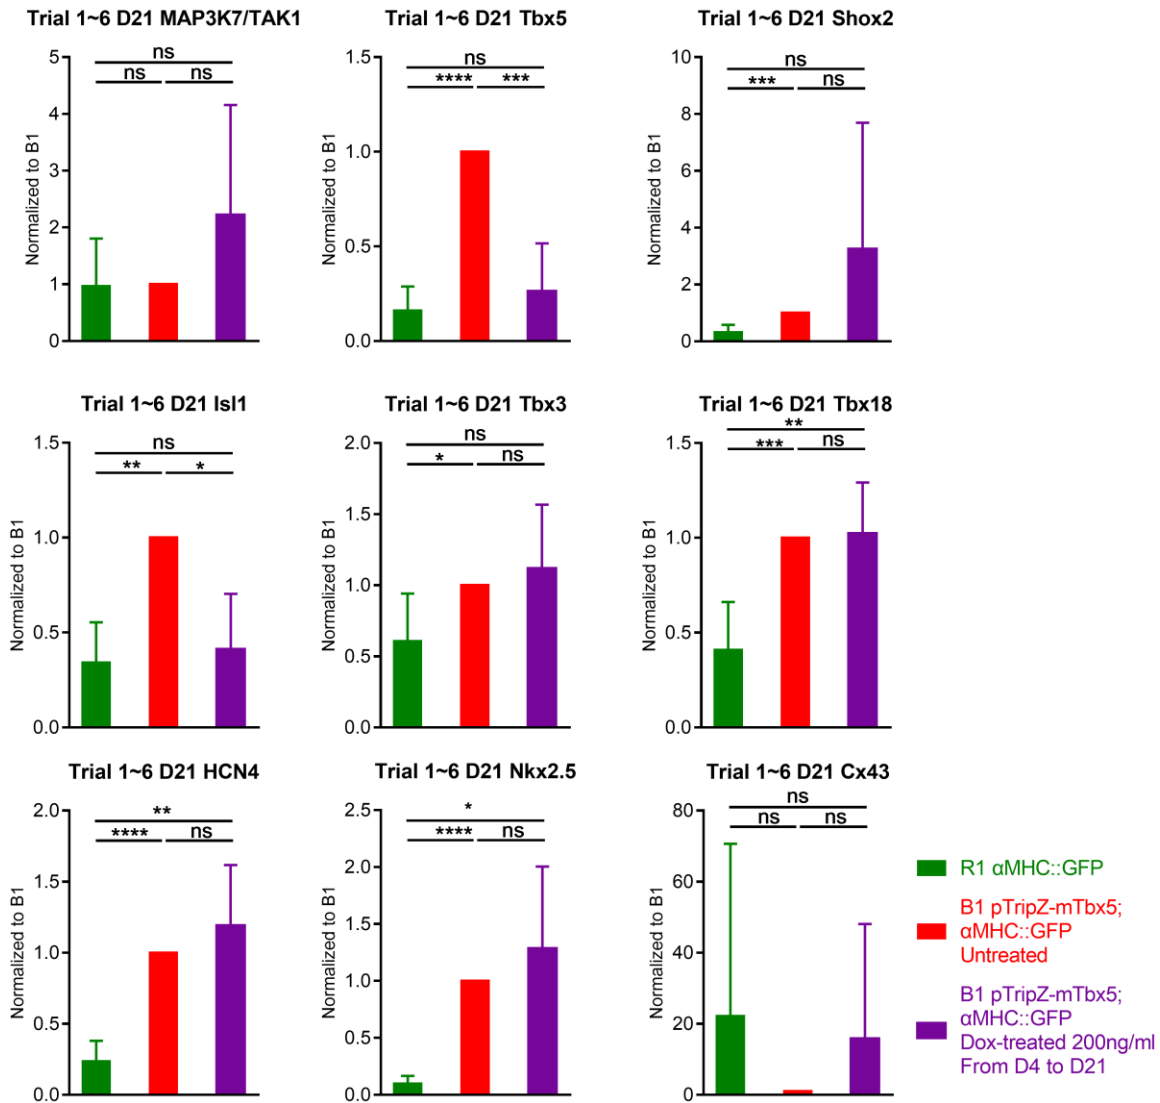 Trial 1~6 D21 MAP3K7/TAK1
Normalized to B1
5
4
3
2
1
0
ns
ns
ns
Trial 1~6 D21 Tbx5
Normalized to B1
1.5
1.0
0.5
0.0
ns
****
***
Trial 1~6 D21 Shox2
Normalized to B1
10
8
6
4
2
0
ns
***
ns
Trial 1~6 D21 Isl1
Normalized to B1
1.5
1.0
0.5
0.0
ns
**
*
Trial 1~6 D21 Tbx3
Normalized to B1
2.0
1.5
1.0
0.5
0.0
ns
*
ns
Trial 1~6 D21 Tbx18
Normalized to B1
1.5
1.0
0.5
0.0
**
***
ns
Trial 1~6 D21 HCN4
Normalized to B1
2.0
1.5
1.0
0.5
0.0
**
****
ns
Trial 1~6 D21 Nkx2.5
Normalized to B1
2.5
2.0
1.5
1.0
0.5
0.0
*
****
ns
Trial 1~6 D21 Cx43
Normalized to B1
80
60
40
20
0
ns
ns
ns
R1 αMHC::GFP
B1 pTripZ-mTbx5;
αMHC::GFP
Untreated
B1 pTripZ-mTbx5;
αMHC::GFP
Dox-treated 200ng/ml
From D4 to D21